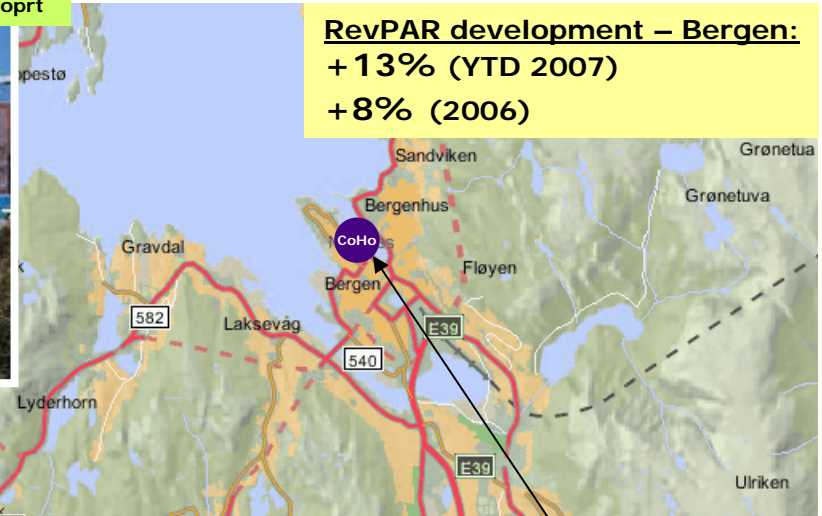 oprt
RevPAR development – Bergen:
+13% (YTD 2007)
+8% (2006)
Sandviken
Grønetua
Bergenhus
Grønetuva
CoHo
Gravdal
Fløyen
Bergen
582
Laksevåg
E39
540
Lyderhorn
E39
Ulriken